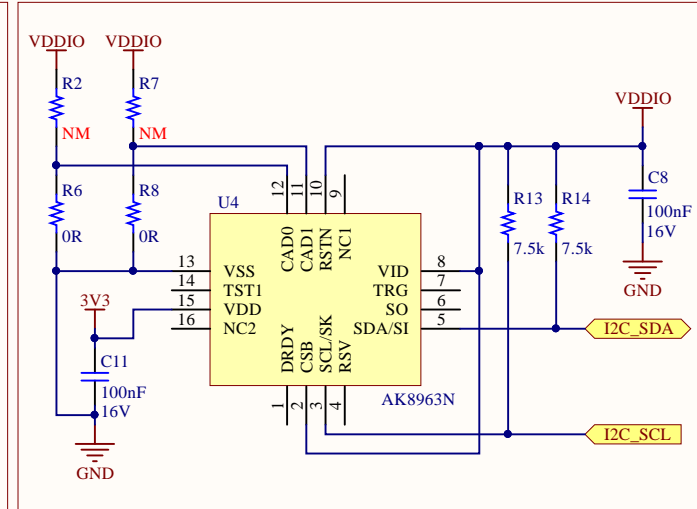 VDDIO VDDIO
R2 R7
VDDIO
NM NM
C8
R6 R8 R13 R14
12 11 10 9
U4
100nF
16V
0R 0R
CAD0 CAD1 RSTN NC1
7.5k 7.5k
13 VSS VID 8
14 TST1 TRG 7
GND
3V3 15 VDD SO 6
16 NC2 SDA/SI 5 I2C_SDA
C11
DRDY CSB SCL/SK RSV
100nF
AK8963N
16V
1 2 3 4
I2C_SCL
GND